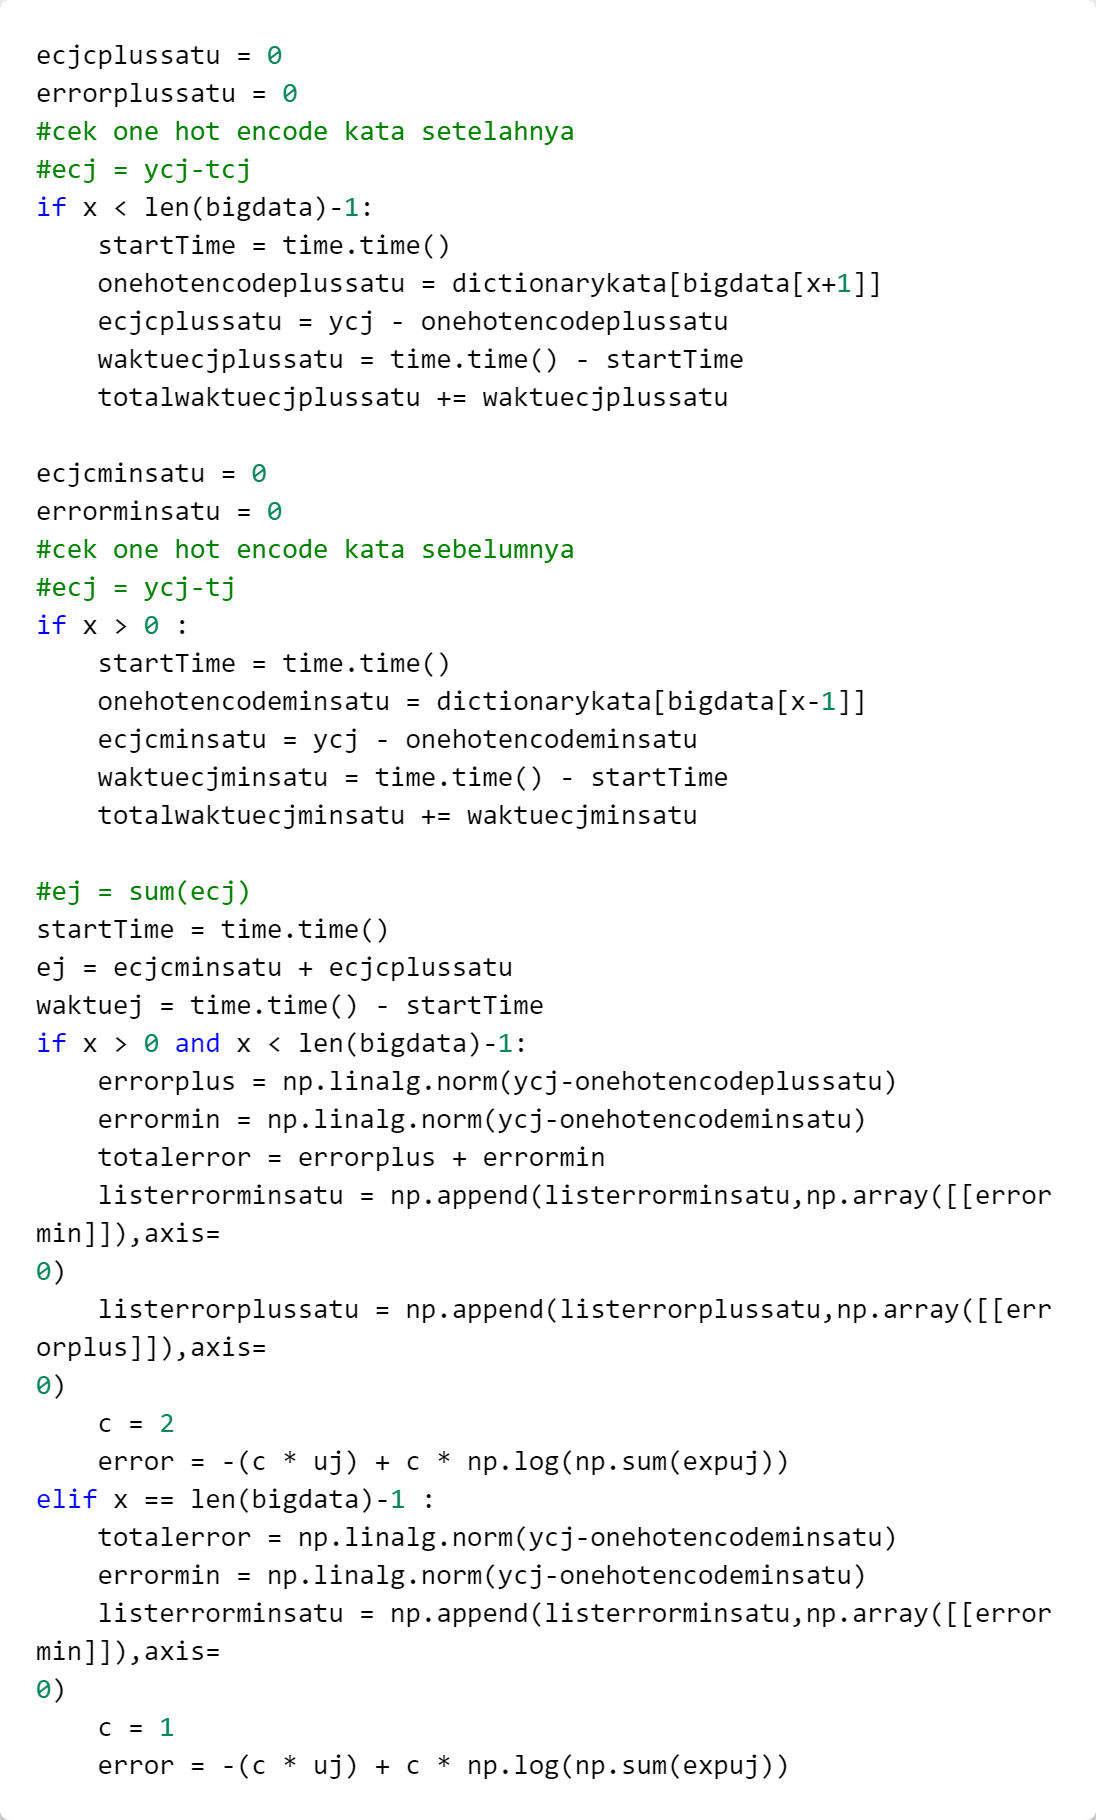 ecjcplussatu = 0
errorplussatu = 0
#cek one hot encode kata setelahnya
#ecj = ycj-tcj
if x < len(bigdata)-1:
    startTime = time.time()
    onehotencodeplussatu = dictionarykata[bigdata[x+1]]
    ecjcplussatu = ycj - onehotencodeplussatu
    waktuecjplussatu = time.time() - startTime
    totalwaktuecjplussatu += waktuecjplussatu

ecjcminsatu = 0
errorminsatu = 0
#cek one hot encode kata sebelumnya
#ecj = ycj-tj
if x > 0 :
    startTime = time.time()
    onehotencodeminsatu = dictionarykata[bigdata[x-1]]
    ecjcminsatu = ycj - onehotencodeminsatu
    waktuecjminsatu = time.time() - startTime
    totalwaktuecjminsatu += waktuecjminsatu

#ej = sum(ecj)
startTime = time.time()
ej = ecjcminsatu + ecjcplussatu
waktuej = time.time() - startTime
if x > 0 and x < len(bigdata)-1:
    errorplus = np.linalg.norm(ycj-onehotencodeplussatu)
    errormin = np.linalg.norm(ycj-onehotencodeminsatu)
    totalerror = errorplus + errormin
    listerrorminsatu = np.append(listerrorminsatu,np.array([[error
min]]),axis=
0)
    listerrorplussatu = np.append(listerrorplussatu,np.array([[err
orplus]]),axis=
0)
    c = 2
    error = -(c * uj) + c * np.log(np.sum(expuj))
elif x == len(bigdata)-1 :
    totalerror = np.linalg.norm(ycj-onehotencodeminsatu)
    errormin = np.linalg.norm(ycj-onehotencodeminsatu)
    listerrorminsatu = np.append(listerrorminsatu,np.array([[error
min]]),axis=
0)
    c = 1
    error = -(c * uj) + c * np.log(np.sum(expuj))